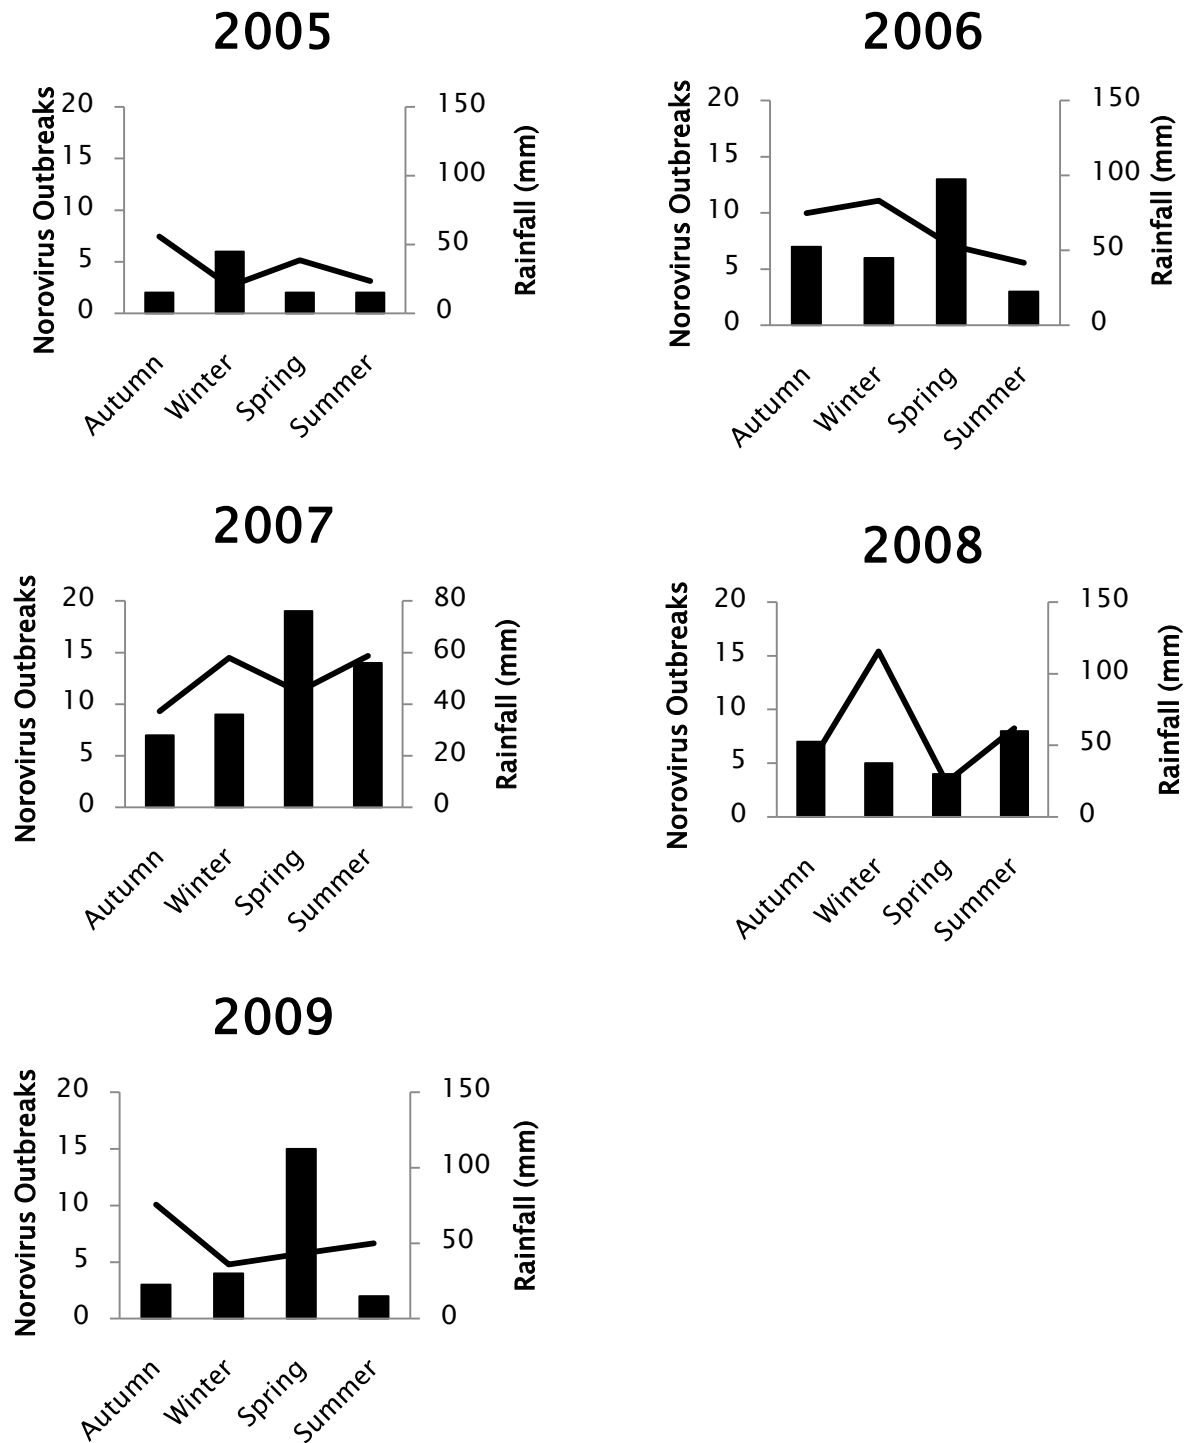 2005
Norovirus Outbreaks
20
15
10
5
0
150
100
50
0
Rainfall (mm)
Autumn
Winter
Spring
Summer
2006
Norovirus Outbreaks
20
15
10
5
0
150
100
50
0
Rainfall (mm)
Autumn
Winter
Spring
Summer
2007
Norovirus Outbreaks
20
15
10
5
0
80
60
40
20
0
Rainfall (mm)
Autumn
Winter
Spring
Summer
2008
Norovirus Outbreaks
20
15
10
5
0
150
100
50
0
Rainfall (mm)
Autumn
Winter
Spring
Summer
2009
Norovirus Outbreaks
20
15
10
5
0
150
100
50
0
Rainfall (mm)
Autumn
Winter
Spring
Summer